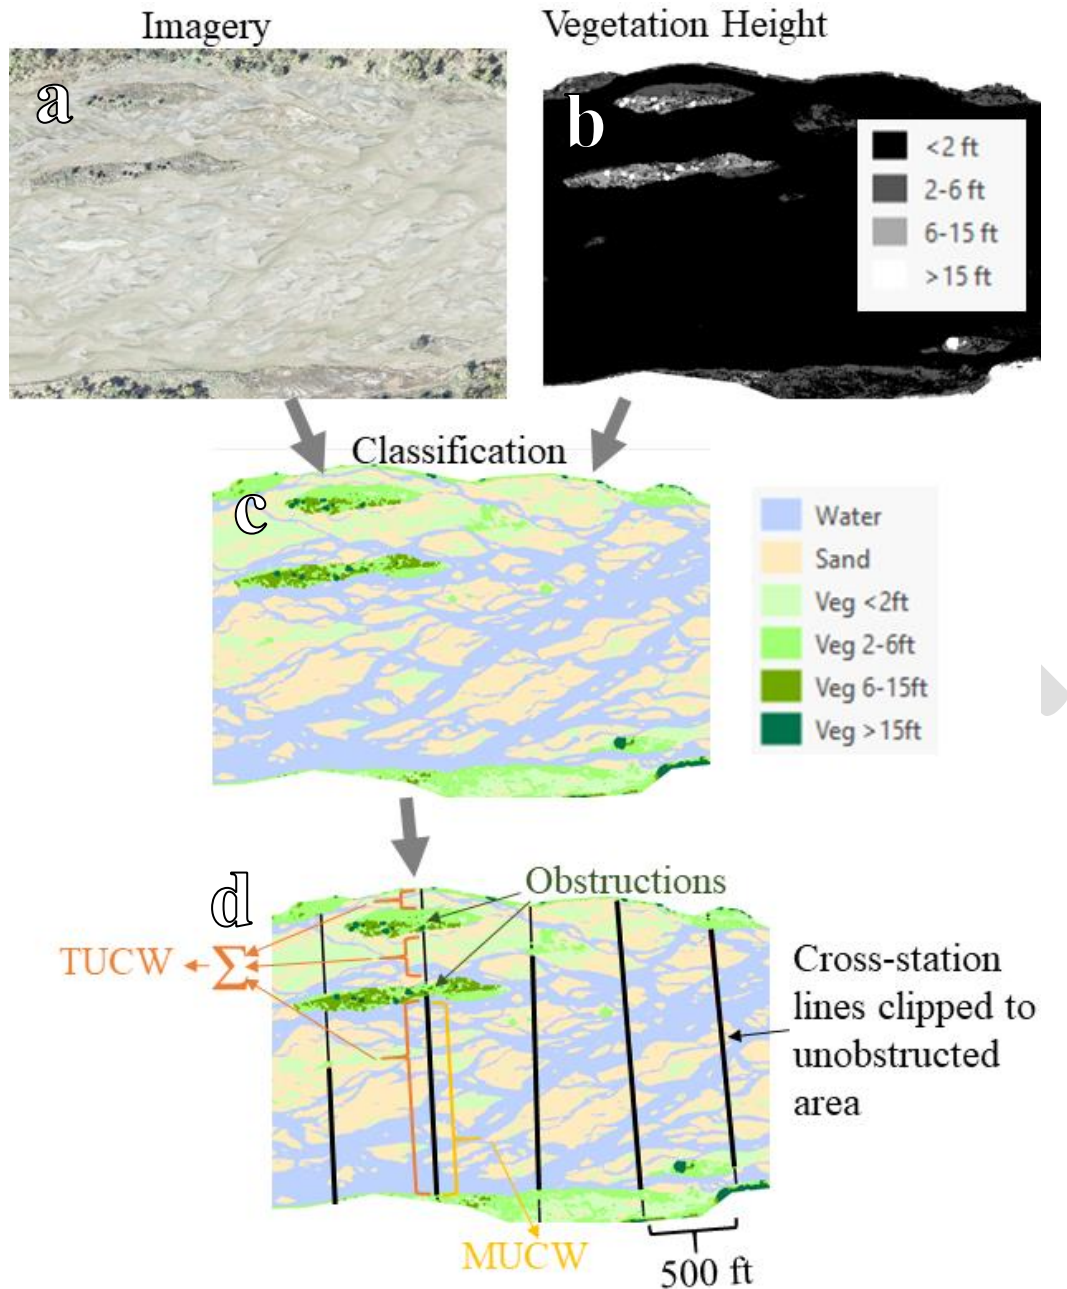 Imagery
Vegetation Height
a
b
<2 ft
2-6 ft
6-15 ft
>15 ft
Classification
c
Water
Sand
Veg <2ft
Veg 2-6ft
Veg 6-15ft
Veg >15ft
d
Obstructions
TUCW
Σ
Cross-station
lines clipped to
unobstructed
area
MUCW
500 ft